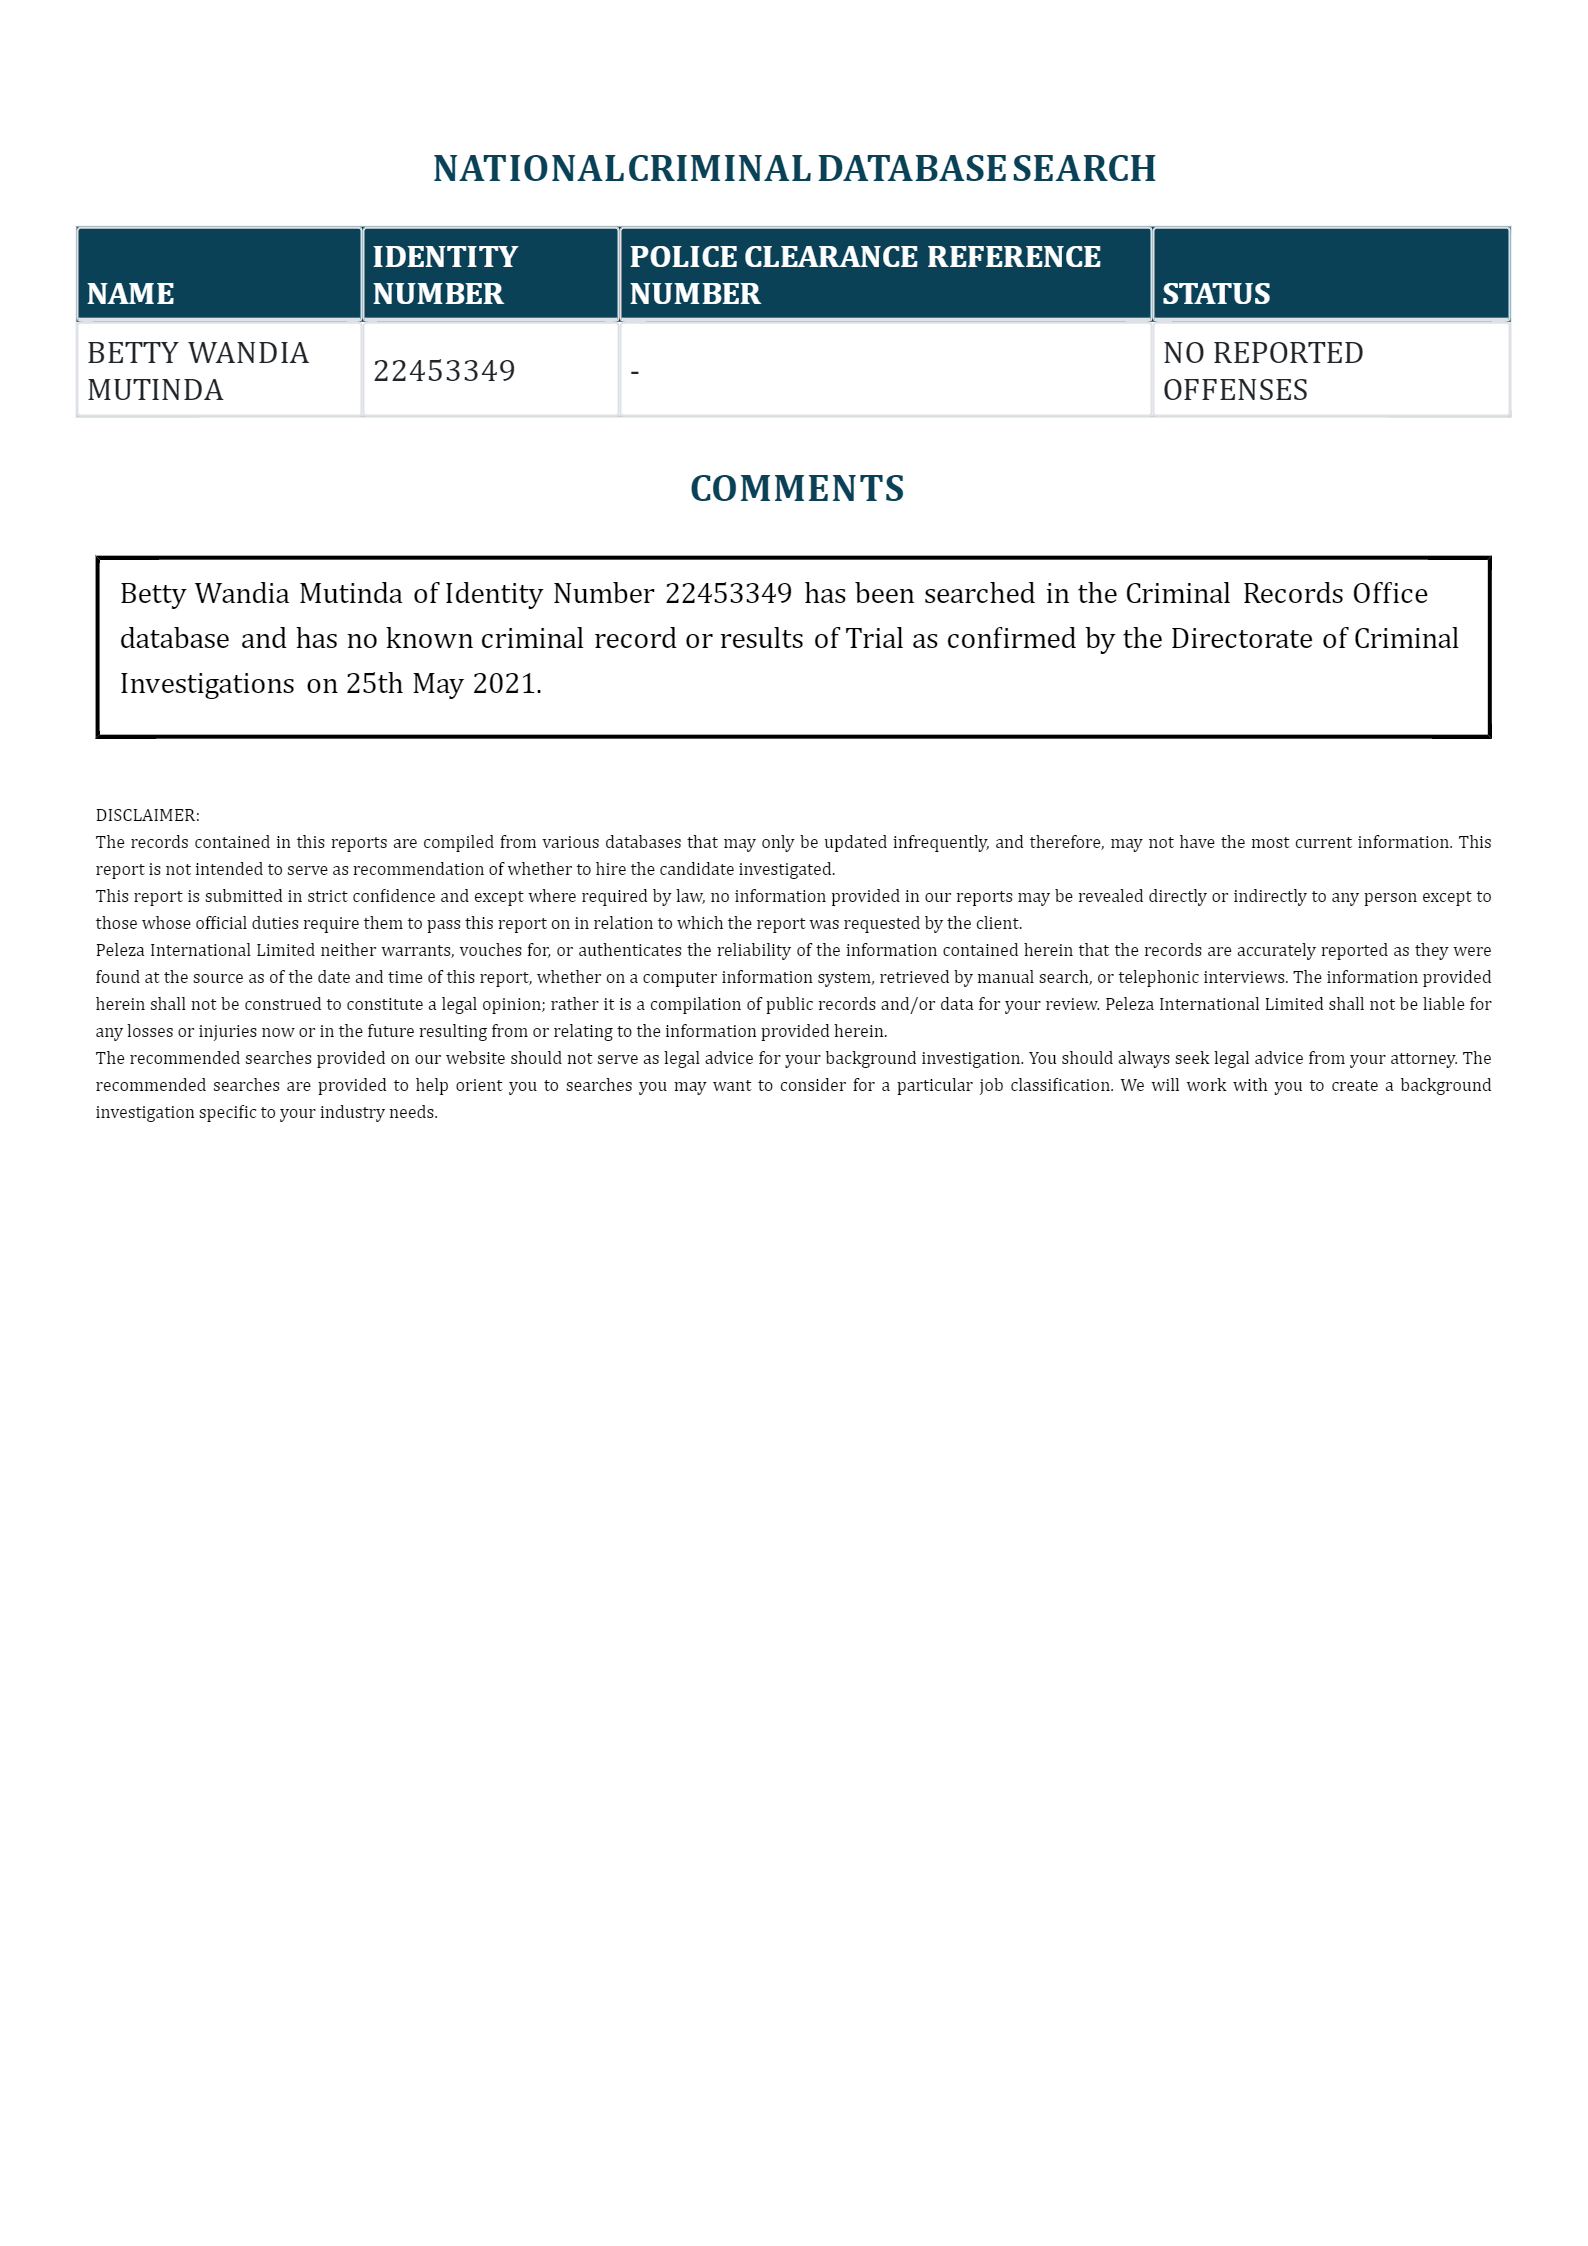 NATIONAL CRIMINAL DATABASE SEARCH
NAME
IDENTITY NUMBER
POLICE CLEARANCE REFERENCE NUMBER
STATUS
BETTY WANDIA MUTINDA
22453349
-
NO REPORTED OFFENSES
COMMENTS
Betty Wandia Mutinda of Identity Number 22453349 has been searched in the Criminal Records Office
database and has no known criminal record or results of Trial as confirmed by the Directorate of Criminal
Investigations on 25th May 2021.
DISCLAIMER:
The records contained in this reports are compiled from various databases that may only be updated infrequently, and therefore, may not have the most current information. This
report is not intended to serve as recommendation of whether to hire the candidate investigated.
This report is submitted in strict confidence and except where required by law, no information provided in our reports may be revealed directly or indirectly to any person except to
those whose official duties require them to pass this report on in relation to which the report was requested by the client.
Peleza International Limited neither warrants, vouches for, or authenticates the reliability of the information contained herein that the records are accurately reported as they were
found at the source as of the date and time of this report, whether on a computer information system, retrieved by manual search, or telephonic interviews. The information provided
herein shall not be construed to constitute a legal opinion; rather it is a compilation of public records and/or data for your review. Peleza International Limited shall not be liable for
any losses or injuries now or in the future resulting from or relating to the information provided herein.
The recommended searches provided on our website should not serve as legal advice for your background investigation. You should always seek legal advice from your attorney. The
recommended searches are provided to help orient you to searches you may want to consider for a particular job classification. We will work with you to create a background
investigation specific to your industry needs.